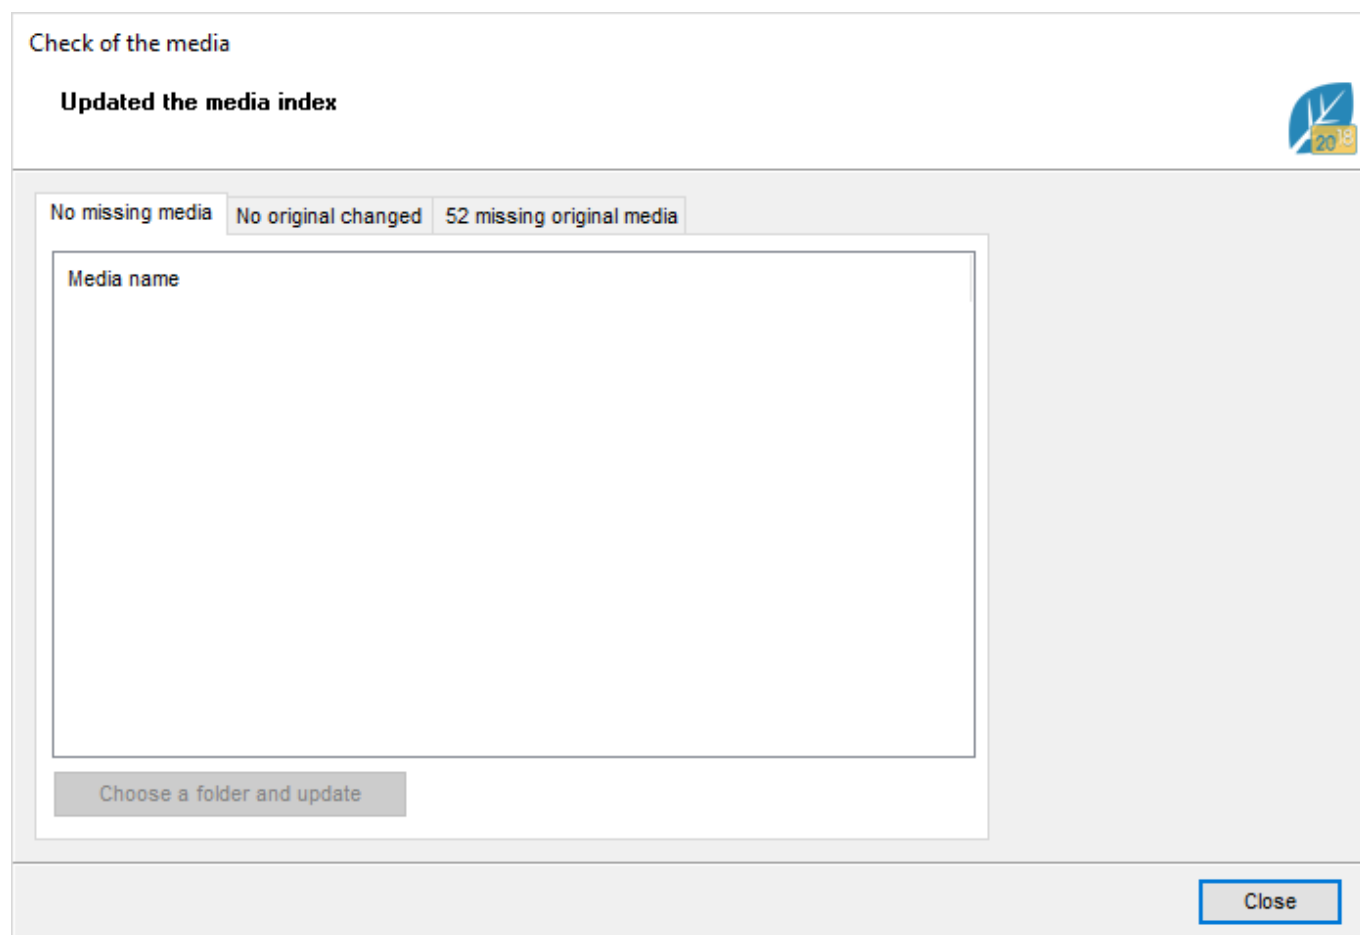 Check of the media
Updated the media index
2018
No missing media
No original changed
52 missing original media
Media name
Choose a folder and update
Close